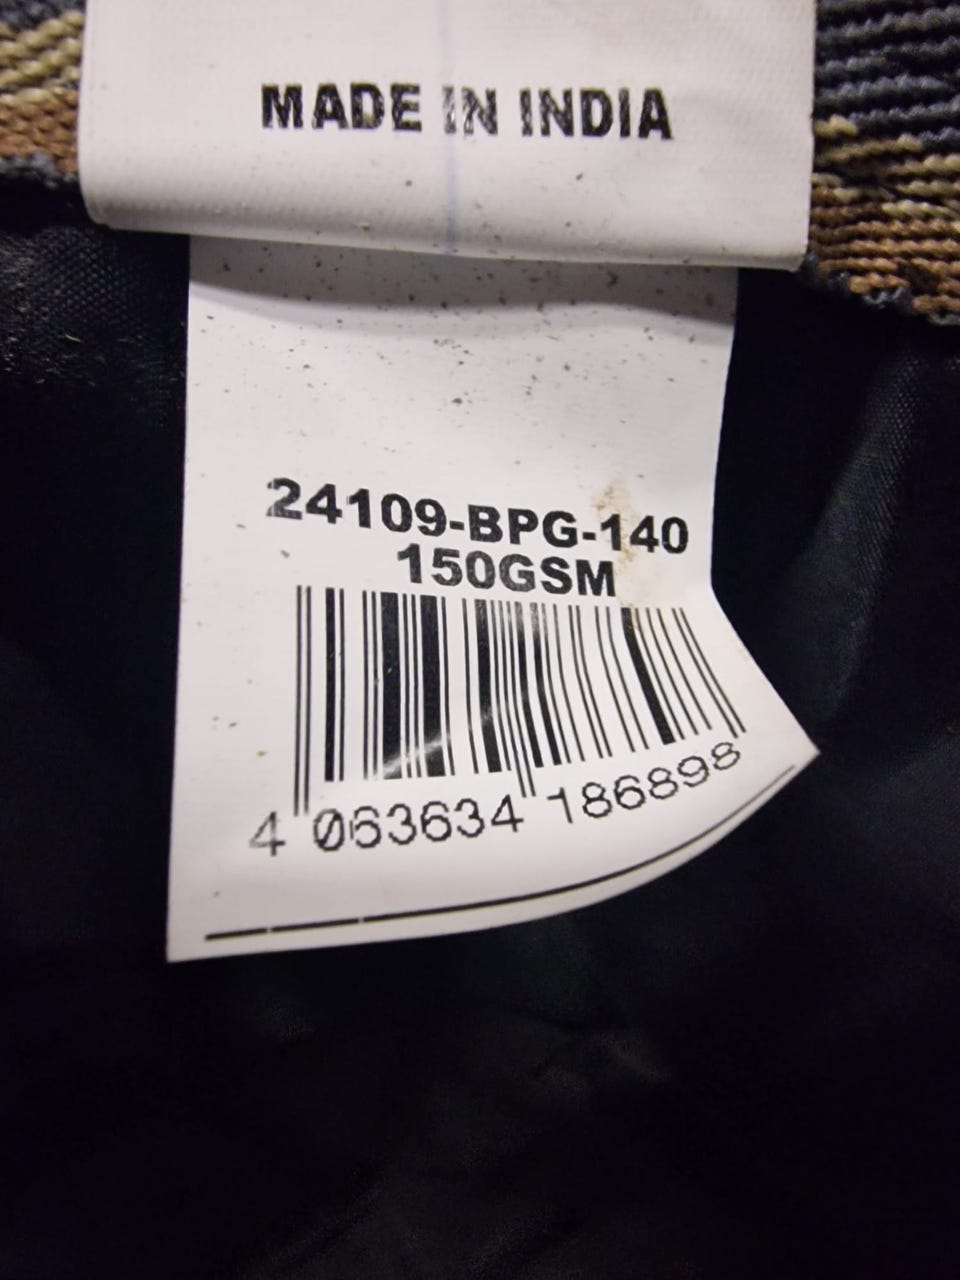 MADE IN INDIA
24109-BPG-140
150GSM
4 063634 186898